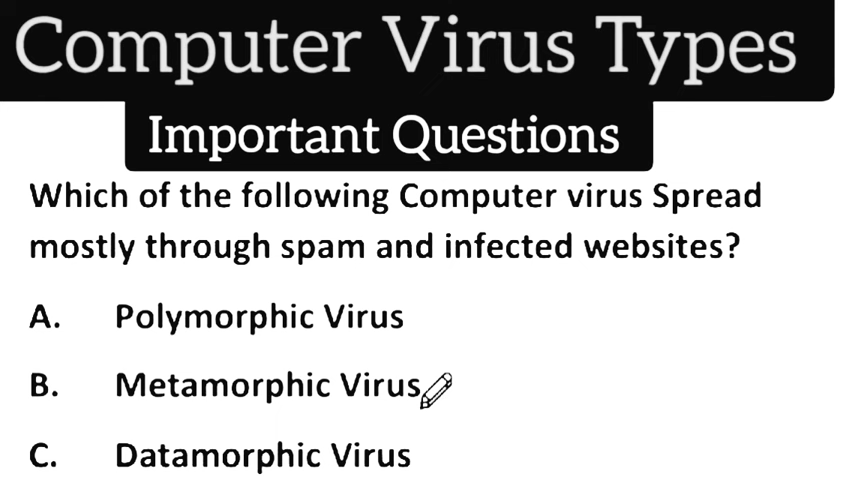 Computer Virus Types
Important Questions
Which of the following Computer virus Spread
mostly through spam and infected websites?
A. Polymorphic Virus
B. Metamorphic Virus
C. Datamorphic Virus